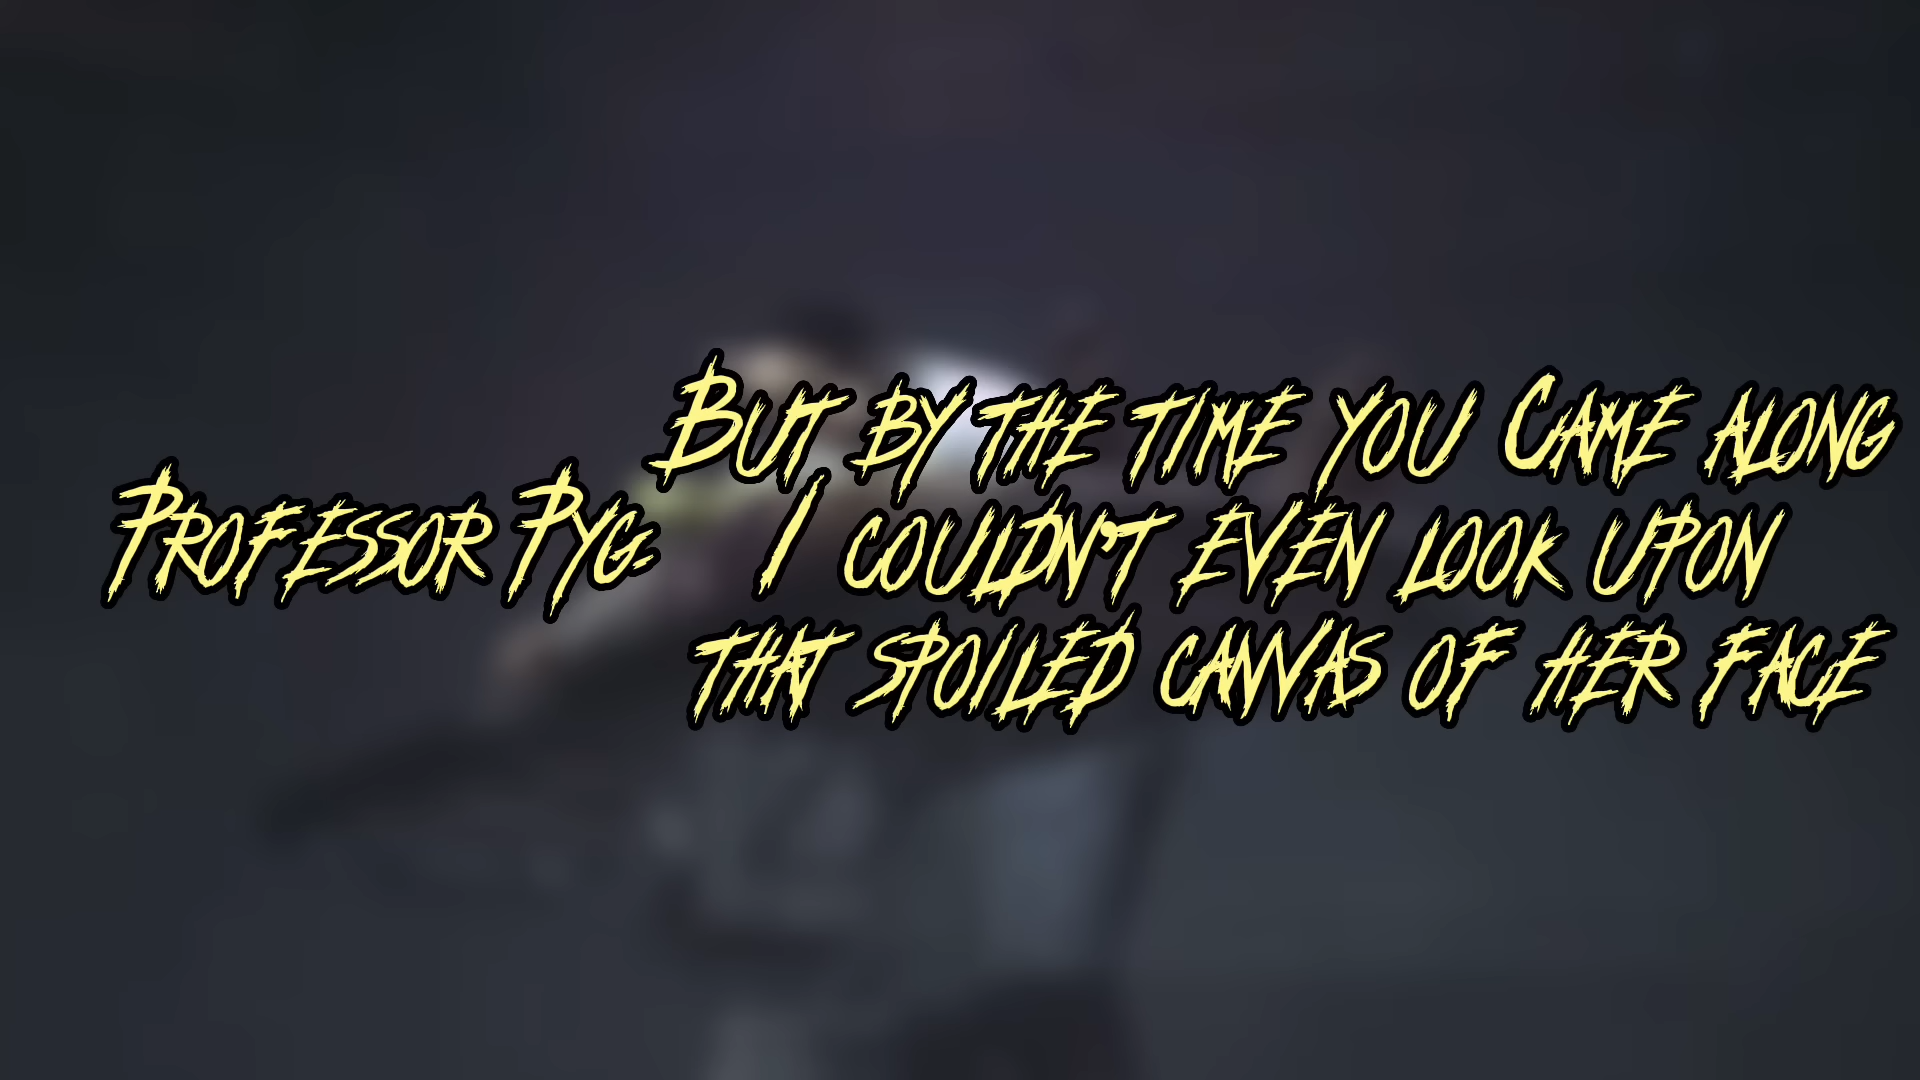 Professor Pyg:
But by the time you Came along
I couldn't even look upon
that spoiled canvas of her face